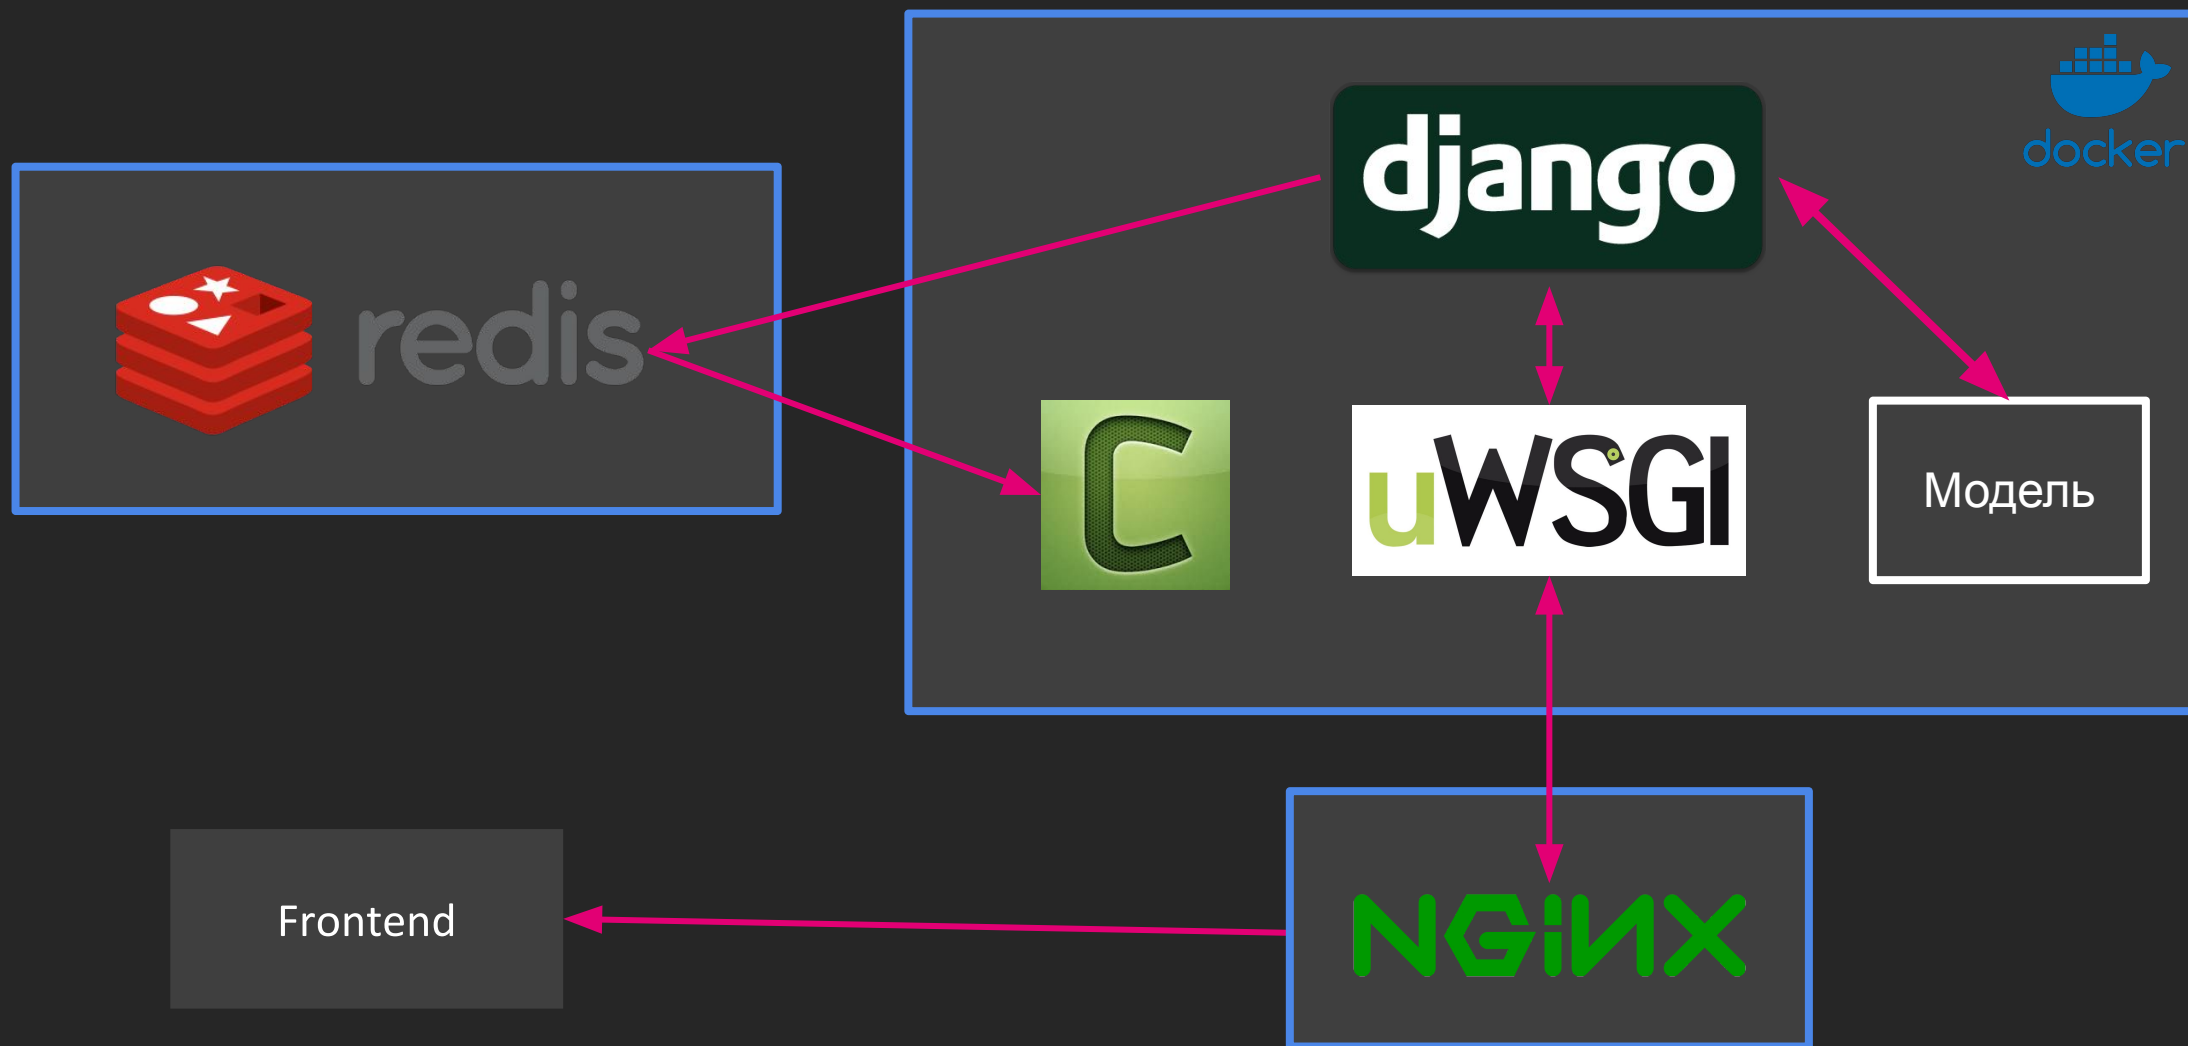 django
docker
redis
C
uWSGI
Модель
Frontend
NGINX